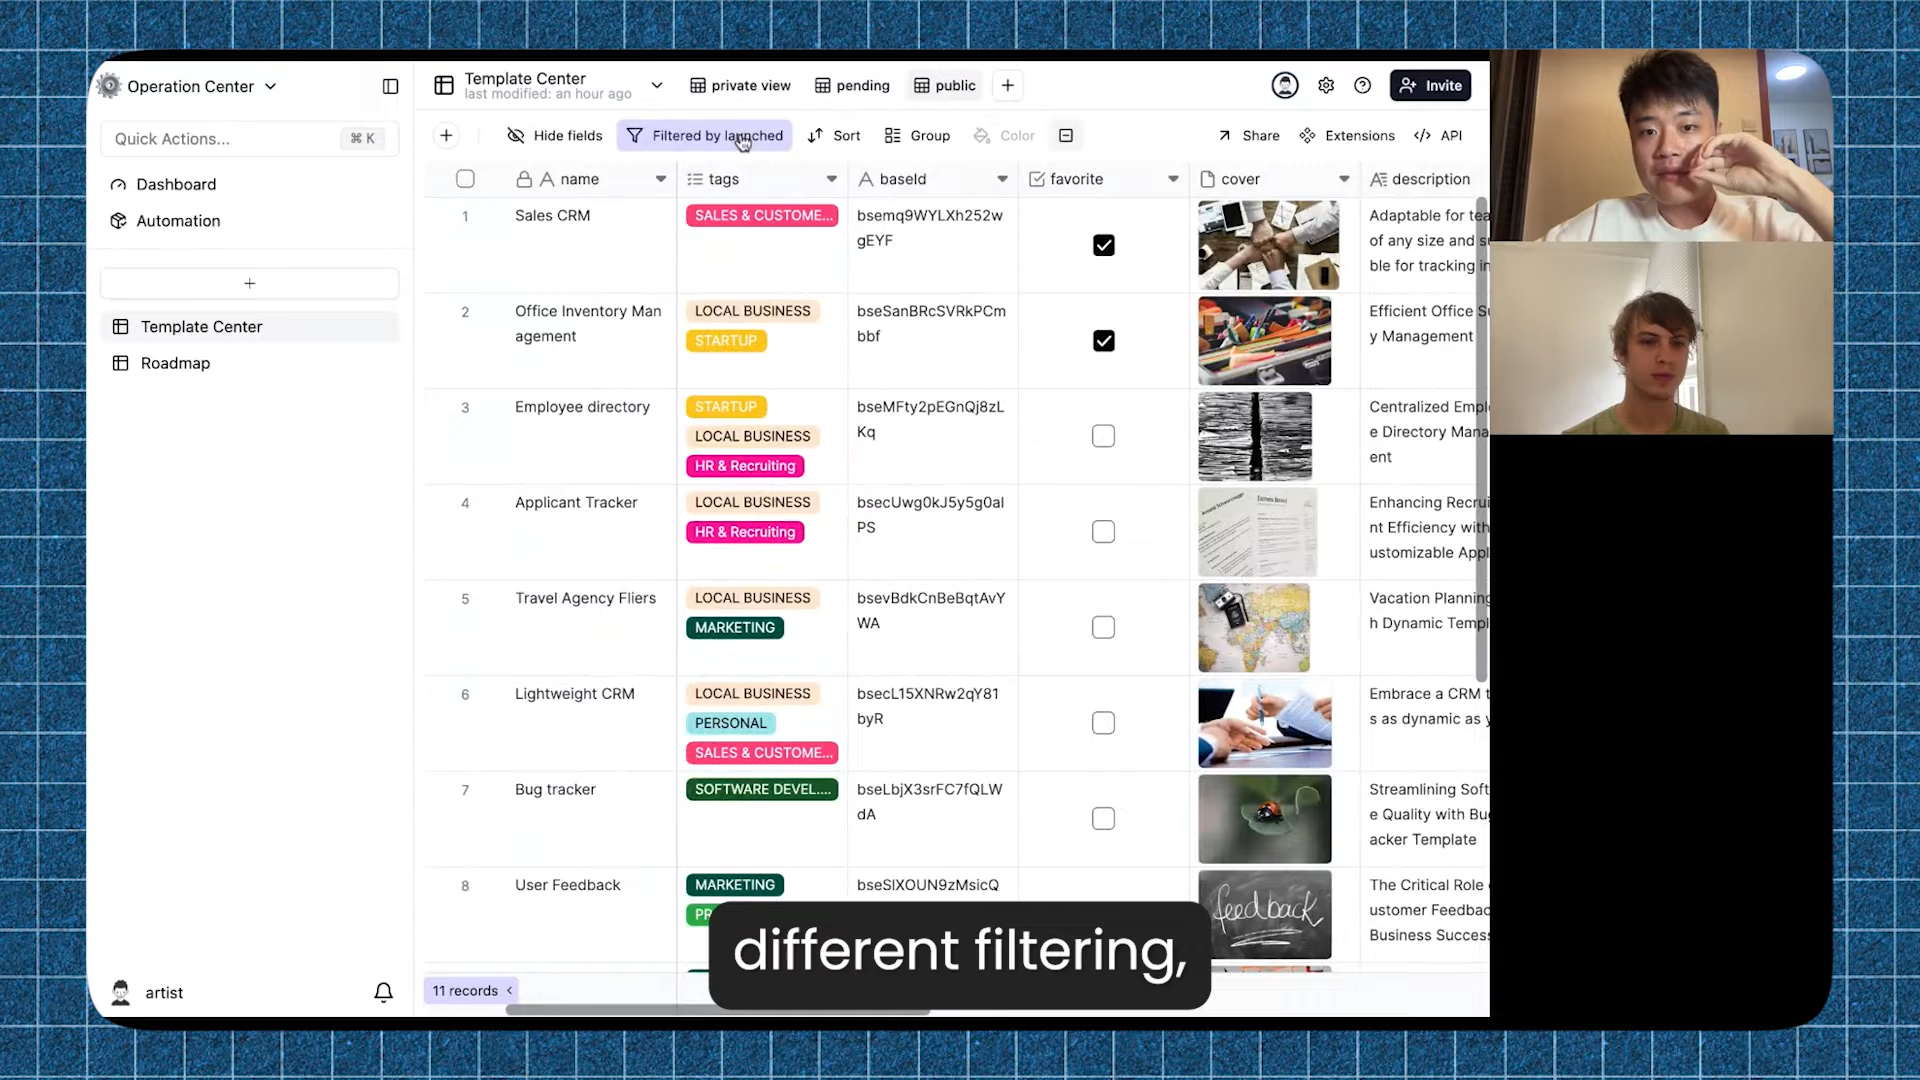 Operation Center
Template Center
last modified: an hour ago
private view
pending
public
Invite
Quick Actions...
⌘ K
Hide fields
Filtered by launched
Sort
Group
Color
Share
Extensions
API
Dashboard
Automation
Template Center
Roadmap
name
tags
baseId
favorite
cover
description
1
Sales CRM
SALES & CUSTOME...
bsemq9WYLXh252w
gEYF
Adaptable for tea
of any size and su
ble for tracking in
2
Office Inventory Man
agement
LOCAL BUSINESS
STARTUP
bseSanBRcSVRkPCm
bbf
Efficient Office Su
y Management
3
Employee directory
STARTUP
LOCAL BUSINESS
HR & Recruiting
bseMFty2pEGnQj8zL
Kq
Centralized Empl
e Directory Mana
ent
4
Applicant Tracker
LOCAL BUSINESS
HR & Recruiting
bsecUwg0kJ5y5g0al
PS
Enhancing Recrui
nt Efficiency with
ustomizable Appl
5
Travel Agency Fliers
LOCAL BUSINESS
MARKETING
bsevBdkCnBeBqtAvY
WA
Vacation Planning
h Dynamic Templ
6
Lightweight CRM
LOCAL BUSINESS
PERSONAL
SALES & CUSTOME...
bsecL15XNRw2qY81
byR
Embrace a CRM t
s as dynamic as y
7
Bug tracker
SOFTWARE DEVEL....
bseLbjX3srFC7fQLW
dA
Streamlining Soft
e Quality with Bug
acker Template
8
User Feedback
MARKETING
PR
bseSIXOUN9zMsicQ
feedback
The Critical Role
ustomer Feedbac
Business Success
different filtering,
artist
11 records